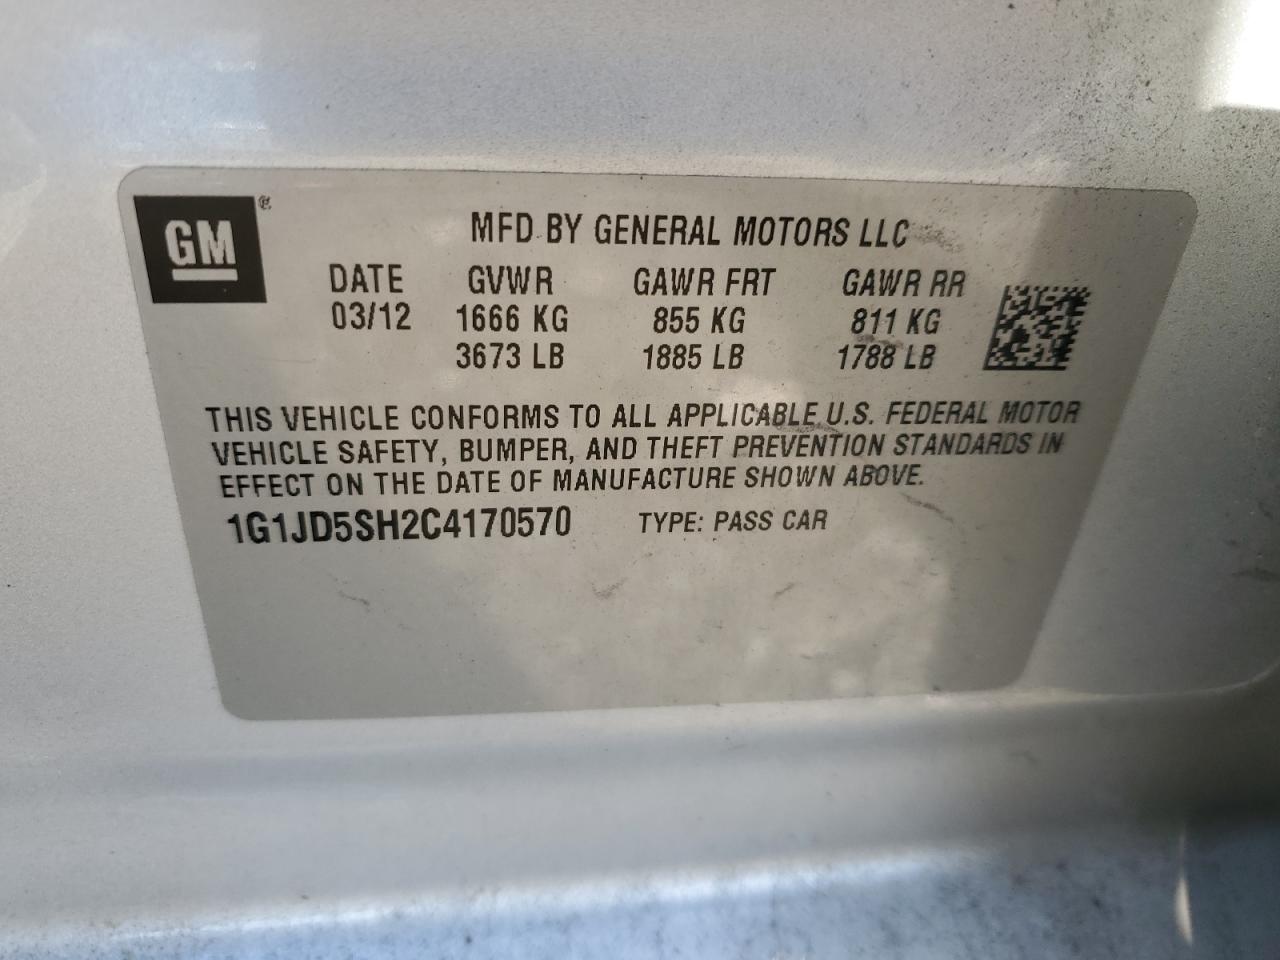 GM ®
MFD BY GENERAL MOTORS LLC
DATE GVWR GAWR FRT GAWR RR
03/12 1666 KG 855 KG 811 KG
3673 LB 1885 LB 1788 LB
THIS VEHICLE CONFORMS TO ALL APPLICABLE U.S. FEDERAL MOTOR
VEHICLE SAFETY, BUMPER, AND THEFT PREVENTION STANDARDS IN
EFFECT ON THE DATE OF MANUFACTURE SHOWN ABOVE.
1G1JD5SH2C4170570 TYPE: PASS CAR